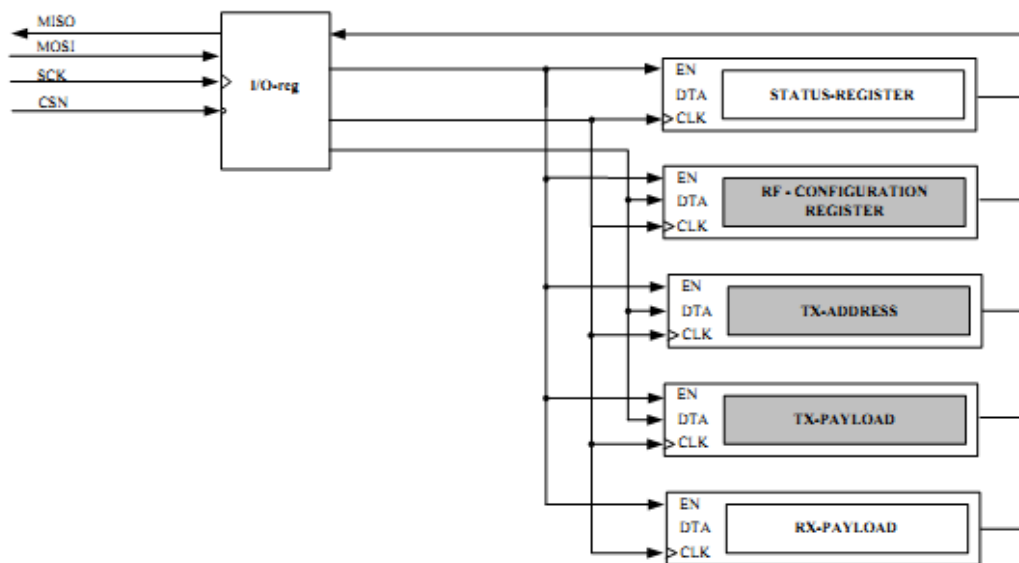 MISO
MOSI
SCK
CSN
I/O-reg
EN
DTA
CLK
STATUS-REGISTER
EN
DTA
CLK
RF - CONFIGURATION
REGISTER
EN
DTA
CLK
TX-ADDRESS
EN
DTA
CLK
TX-PAYLOAD
EN
DTA
CLK
RX-PAYLOAD